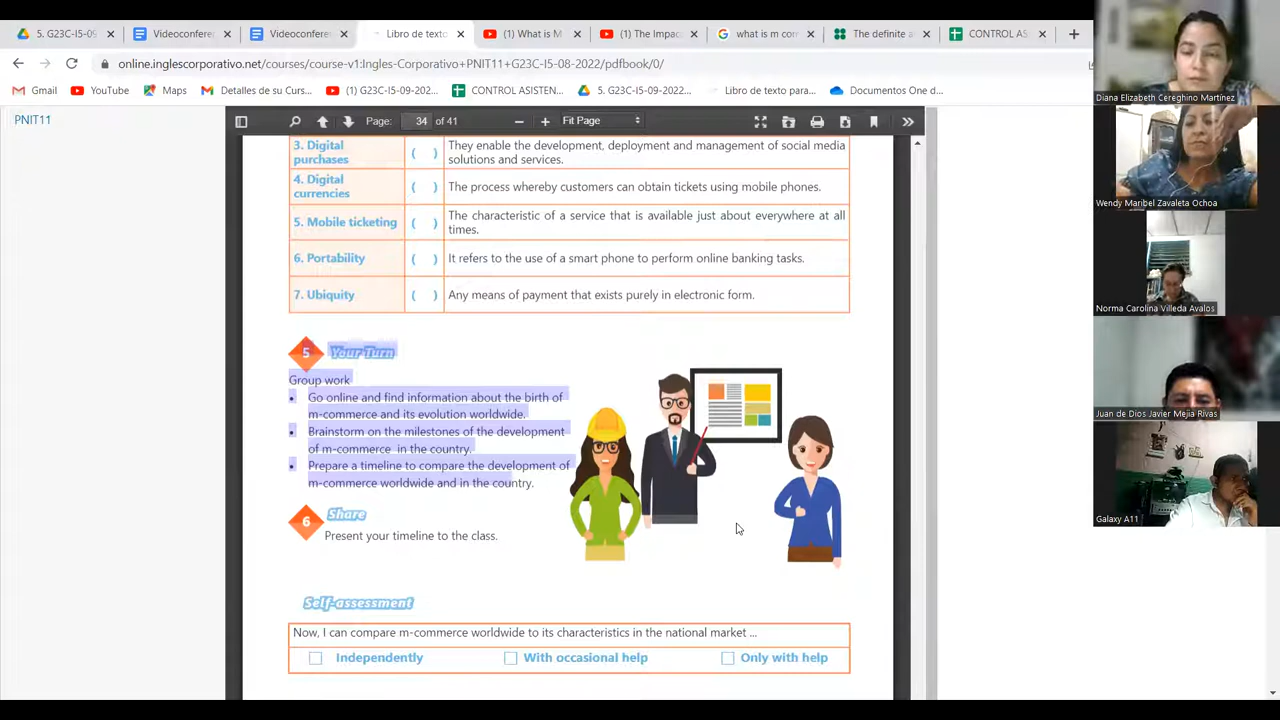 5. G23C-I5-09
Videoconferer
Videoconferer
Libro de texto
(1) What is M
(1) The Impac
what is m com
The definite a
CONTROL AS
online.inglescorporativo.net/courses/course-v1:Ingles-Corporativo+PNIT11+G23C-I5-08-2022/pdfbook/0/
Gmail
YouTube
Maps
Detalles de su Curs...
(1) G23C-I5-09-202...
CONTROL ASISTEN...
5. G23C-I5-09-2022...
Libro de texto para...
Documentos One d...
PNIT11
Page:
34
of 41
Fit Page
3. Digital purchases
( )
They enable the development, deployment and management of social media
solutions and services.
4. Digital currencies
( )
The process whereby customers can obtain tickets using mobile phones.
5. Mobile ticketing
( )
The characteristic of a service that is available just about everywhere at all
times.
6. Portability
( )
It refers to the use of a smart phone to perform online banking tasks.
7. Ubiquity
( )
Any means of payment that exists purely in electronic form.
5
Your Turn
Group work
• Go online and find information about the birth of
m-commerce and its evolution worldwide.
• Brainstorm on the milestones of the development
of m-commerce in the country.
• Prepare a timeline to compare the development of
m-commerce worldwide and in the country.
6
Share
Present your timeline to the class.
Self-assessment
Now, I can compare m-commerce worldwide to its characteristics in the national market ...
Independently
With occasional help
Only with help
Diana Elizabeth Cereghino Martínez
Wendy Maribel Zavaleta Ochoa
Norma Carolina Villeda Avalos
Juan de Dios Javier Mejia Rivas
Galaxy A11